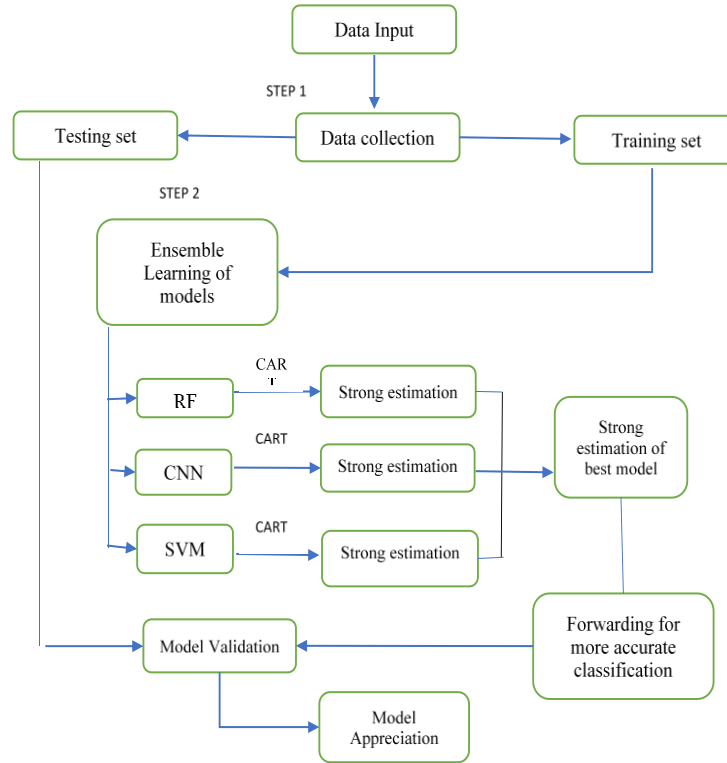 Data Input
STEP 1
Testing set
Data collection
Training set
STEP 2
Ensemble
Learning of
models
CAR
T
RF
Strong estimation
CART
CNN
Strong estimation
Strong
estimation of
best model
CART
SVM
Strong estimation
Forwarding for
more accurate
classification
Model Validation
Model
Appreciation